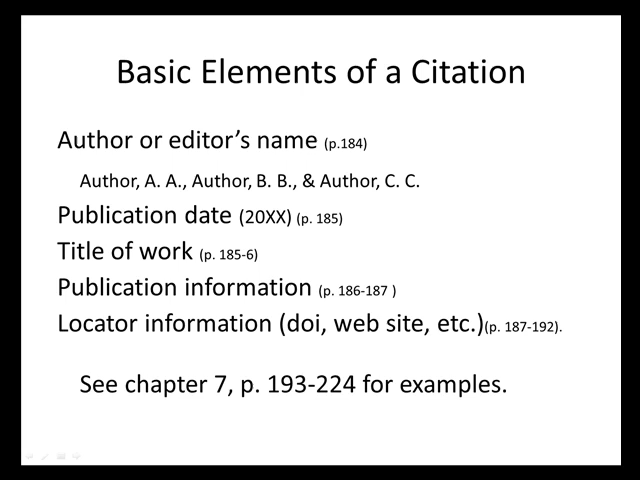 Basic Elements of a Citation
Author or editor's name (p.184)
Author, A. A., Author, B. B., & Author, C. C.
Publication date (20XX) (p. 185)
Title of work (p. 185-6)
Publication information (p. 186-187 )
Locator information (doi, web site, etc.)(p. 187-192).
See chapter 7, p. 193-224 for examples.